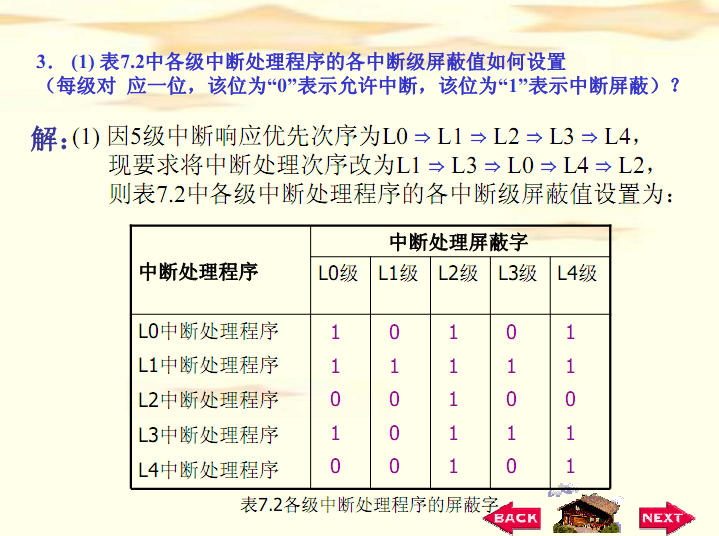 3． (1) 表7.2中各级中断处理程序的各中断级屏蔽值如何设置
（每级对 应一位，该位为“0”表示允许中断，该位为“1”表示中断屏蔽）？
解：(1) 因5级中断响应优先次序为L0 ⇒ L1 ⇒ L2 ⇒ L3 ⇒ L4，
现要求将中断处理次序改为L1 ⇒ L3 ⇒ L0 ⇒ L4 ⇒ L2，
则表7.2中各级中断处理程序的各中断级屏蔽值设置为：
中断处理程序 中断处理屏蔽字
L0级 L1级 L2级 L3级 L4级
L0中断处理程序 1 0 1 0 1
L1中断处理程序 1 1 1 1 1
L2中断处理程序 0 0 1 0 0
L3中断处理程序 1 0 1 1 1
L4中断处理程序 0 0 1 0 1
表7.2各级中断处理程序的屏蔽字
BACK NEXT